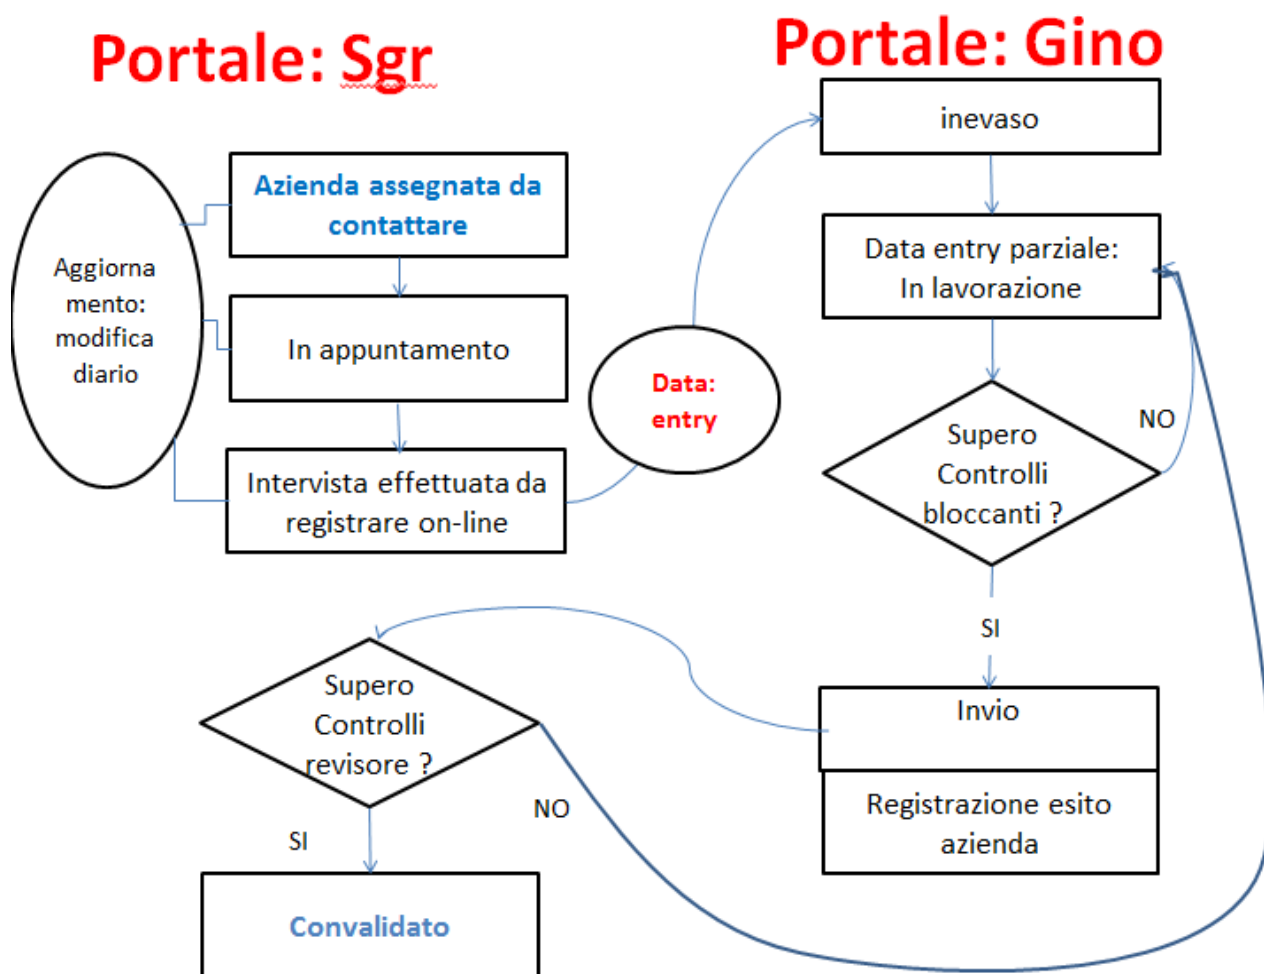 Portale: Sgr
Portale: Gino
Azienda assegnata da
contattare
In appuntamento
Intervista effettuata da
registrare on-line
Aggiorna
mento:
modifica
diario
Data:
entry
inevaso
Data entry parziale:
In lavorazione
Supero
Controlli
bloccanti ?
NO
SI
Invio
Registrazione esito
azienda
Supero
Controlli
revisore ?
NO
SI
Convalidato